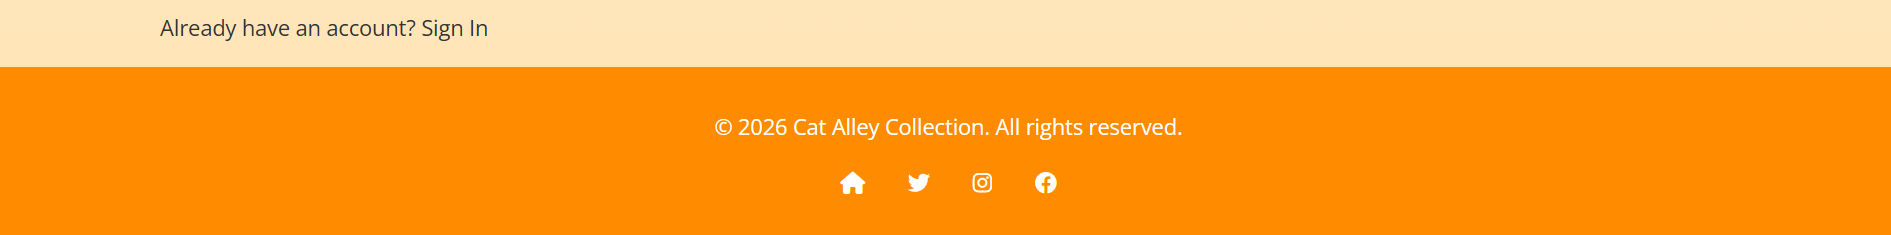 Already have an account? Sign In
© 2026 Cat Alley Collection. All rights reserved.